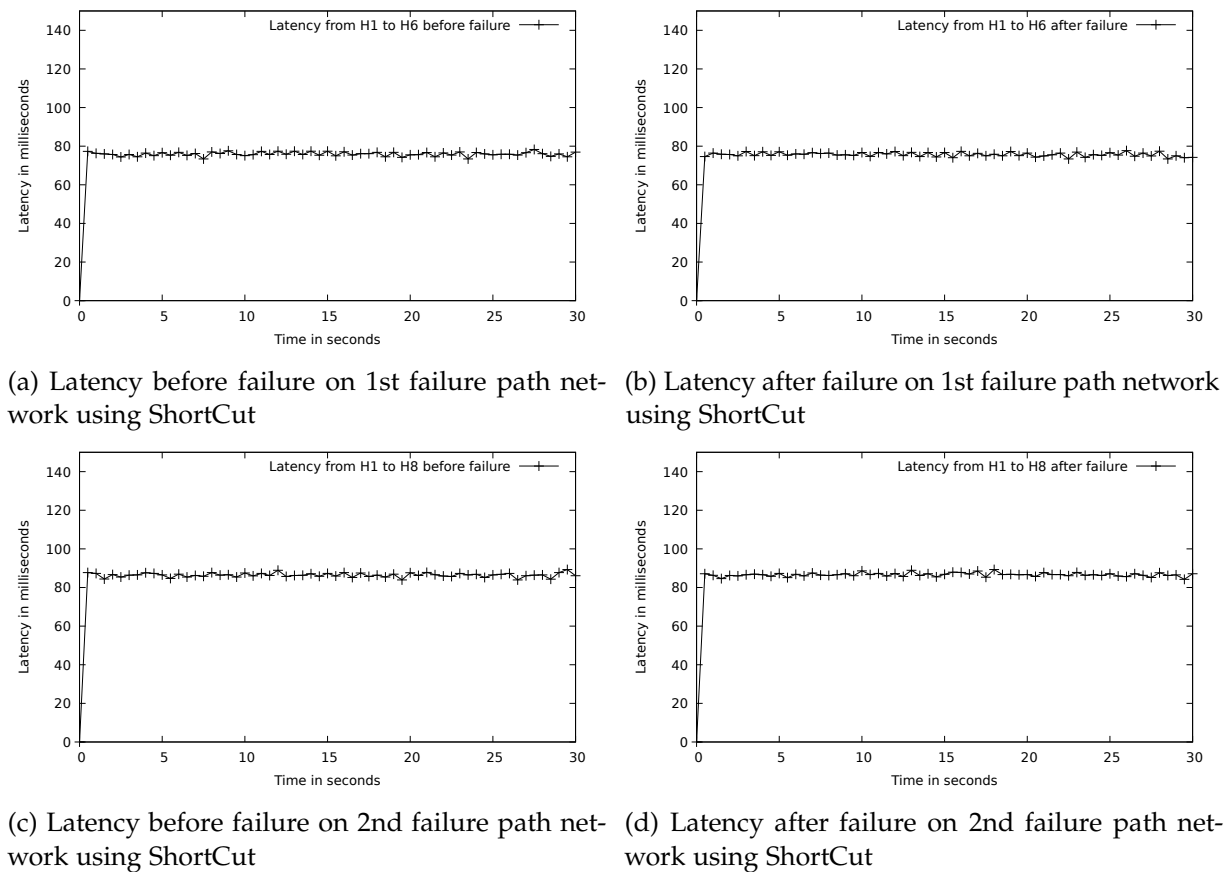 Latency from H1 to H6 before failure
140
120
100
80
60
40
20
0
Latency in milliseconds
0 5 10 15 20 25 30
Time in seconds
(a) Latency before failure on 1st failure path net-
work using ShortCut
Latency from H1 to H6 after failure
140
120
100
80
60
40
20
0
Latency in milliseconds
0 5 10 15 20 25 30
Time in seconds
(b) Latency after failure on 1st failure path network
using ShortCut
Latency from H1 to H8 before failure
140
120
100
80
60
40
20
0
Latency in milliseconds
0 5 10 15 20 25 30
Time in seconds
(c) Latency before failure on 2nd failure path net-
work using ShortCut
Latency from H1 to H8 after failure
140
120
100
80
60
40
20
0
Latency in milliseconds
0 5 10 15 20 25 30
Time in seconds
(d) Latency after failure on 2nd failure path net-
work using ShortCut